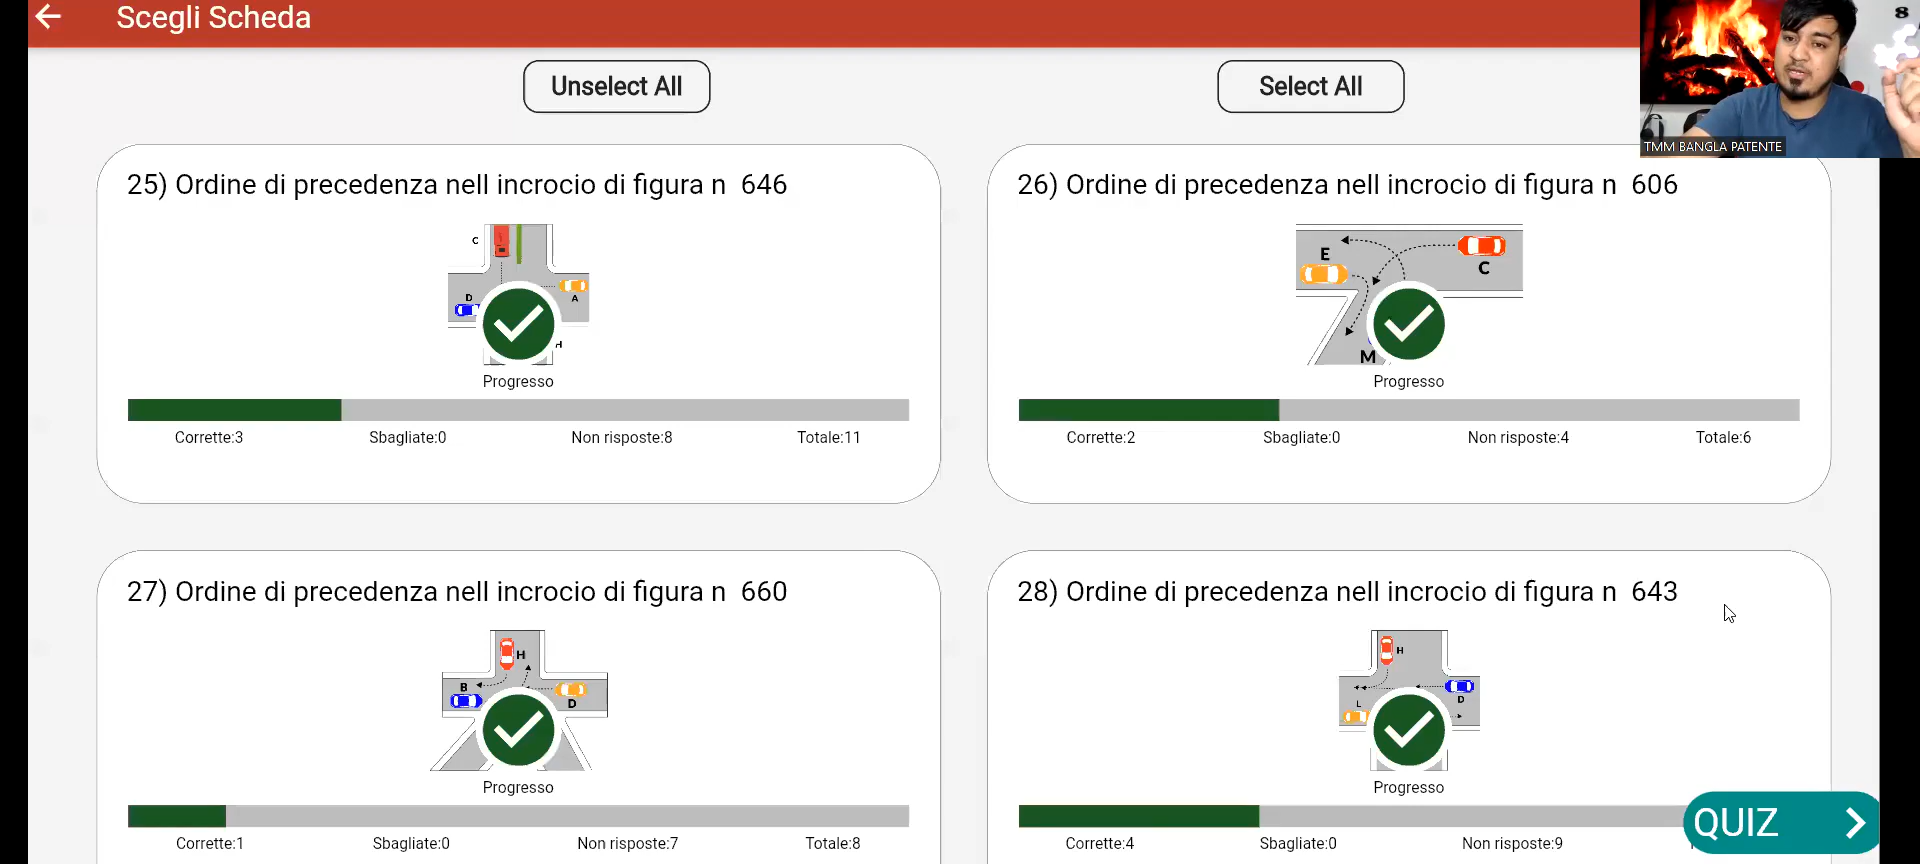 Scegli Scheda
8
Unselect All
Select All
TMM BANGLA PATENTE
25) Ordine di precedenza nell incrocio di figura n 646
C
D
A
H
Progresso
Corrette:3 Sbagliate:0 Non risposte:8 Totale:11
26) Ordine di precedenza nell incrocio di figura n 606
E
C
M
Progresso
Corrette:2 Sbagliate:0 Non risposte:4 Totale:6
27) Ordine di precedenza nell incrocio di figura n 660
H
B
D
Progresso
Corrette:1 Sbagliate:0 Non risposte:7 Totale:8
28) Ordine di precedenza nell incrocio di figura n 643
H
L
D
Progresso
Corrette:4 Sbagliate:0 Non risposte:9
QUIZ